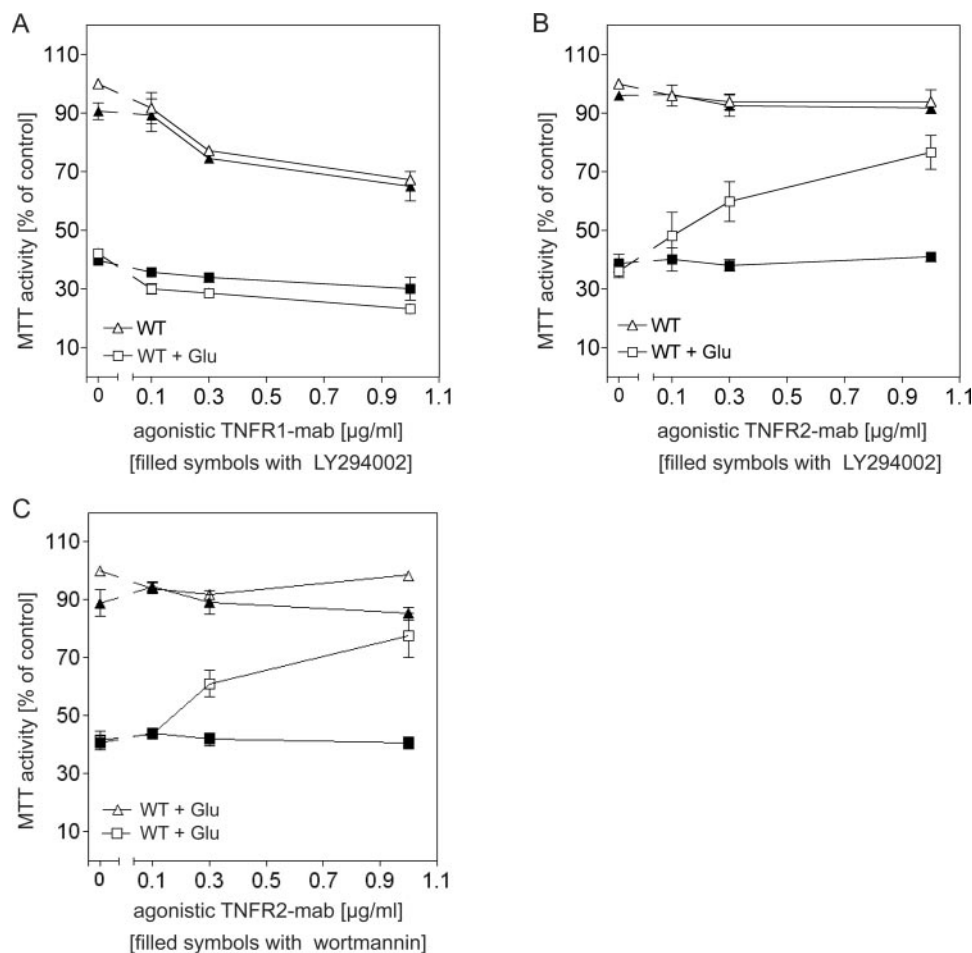 A
MTT activity [% of control]
110
90
70
50
30
10
WT
WT + Glu
0 0.1 0.3 0.5 0.7 0.9 1.1
agonistic TNFR1-mab [µg/ml]
[filled symbols with LY294002]
B
MTT activity [% of control]
110
90
70
50
30
10
WT
WT + Glu
0 0.1 0.3 0.5 0.7 0.9 1.1
agonistic TNFR2-mab [µg/ml]
[filled symbols with LY294002]
C
MTT activity [% of control]
110
90
70
50
30
10
WT + Glu
WT + Glu
0 0.1 0.3 0.5 0.7 0.9 1.1
agonistic TNFR2-mab [µg/ml]
[filled symbols with wortmannin]